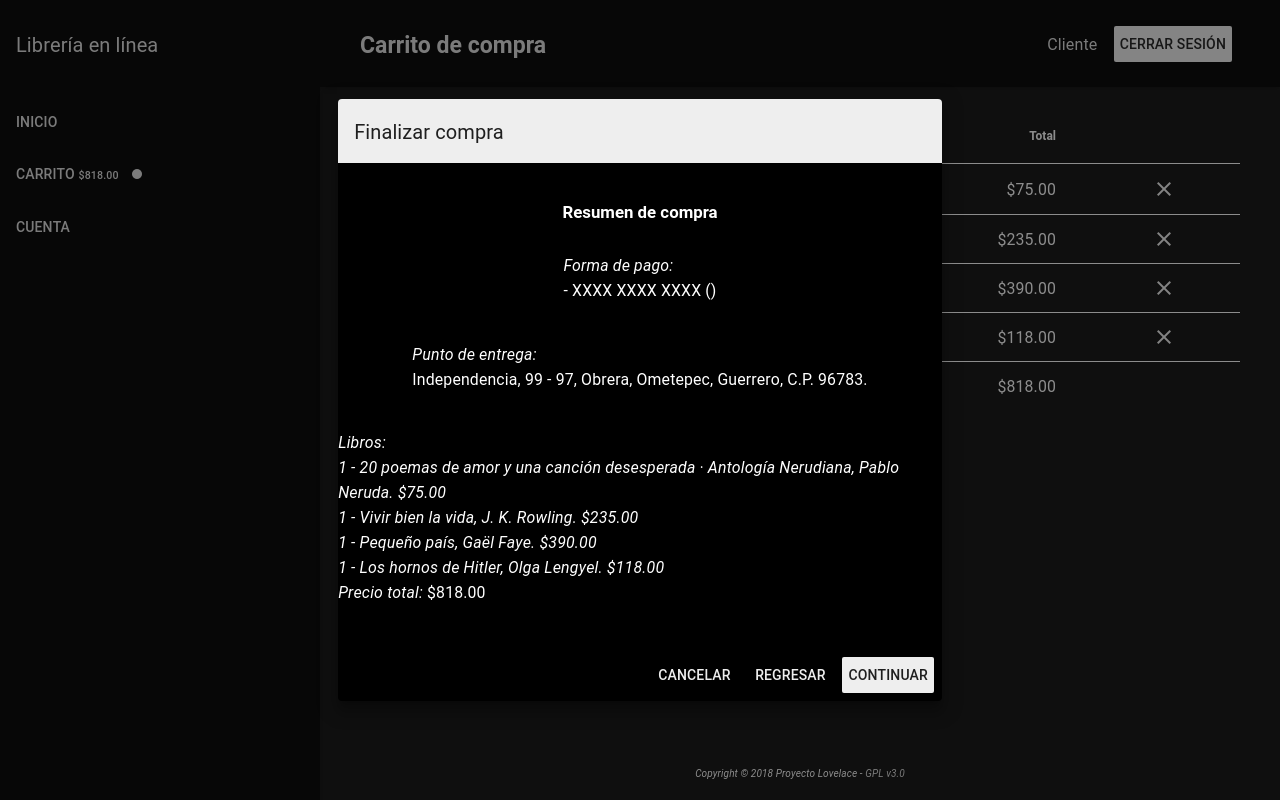 Librería en línea
Carrito de compra
Cliente
CERRAR SESIÓN
INICIO
CARRITO $818.00
CUENTA
Total
$75.00
$235.00
$390.00
$118.00
$818.00
Finalizar compra
Resumen de compra
Forma de pago:
- XXXX XXXX XXXX ()
Punto de entrega:
Independencia, 99 - 97, Obrera, Ometepec, Guerrero, C.P. 96783.
Libros:
1 - 20 poemas de amor y una canción desesperada · Antología Nerudiana, Pablo
Neruda. $75.00
1 - Vivir bien la vida, J. K. Rowling. $235.00
1 - Pequeño país, Gaël Faye. $390.00
1 - Los hornos de Hitler, Olga Lengyel. $118.00
Precio total: $818.00
CANCELAR
REGRESAR
CONTINUAR
Copyright © 2018 Proyecto Lovelace - GPL v3.0